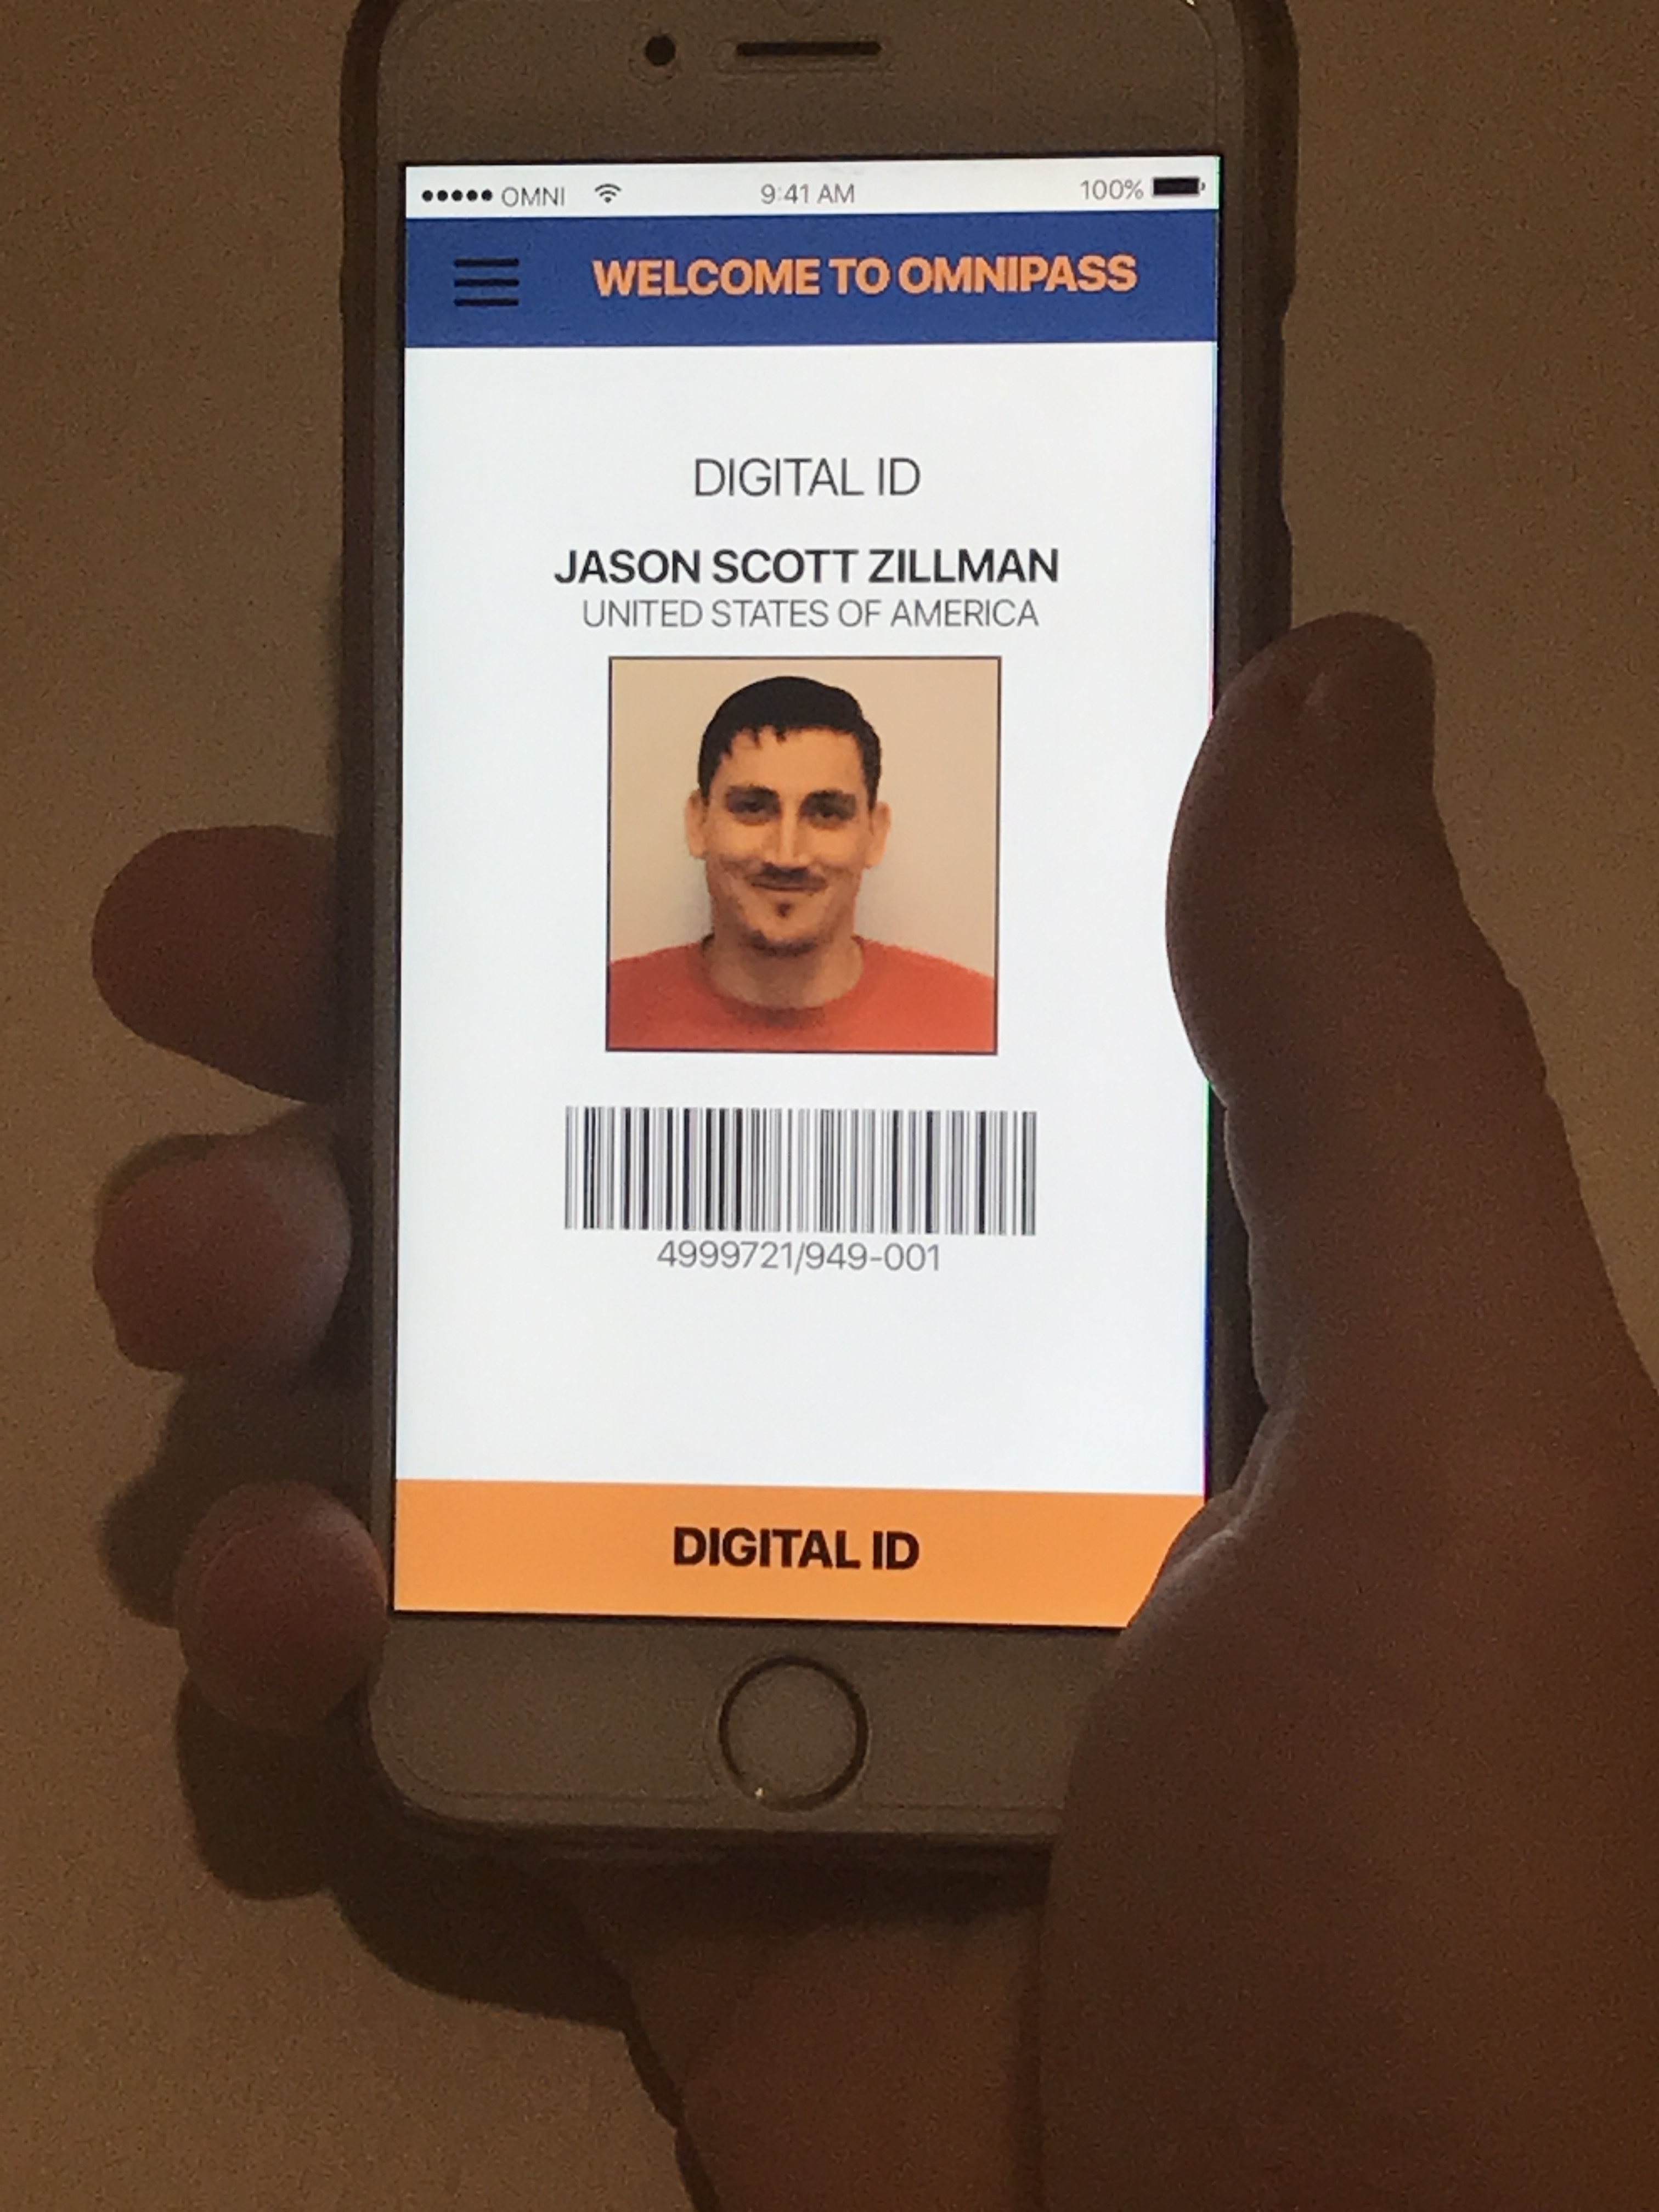 OMNI 9:41 AM 100%
WELCOME TO OMNIPASS
DIGITAL ID
JASON SCOTT ZILLMAN
UNITED STATES OF AMERICA
4999721/949-001
DIGITAL ID